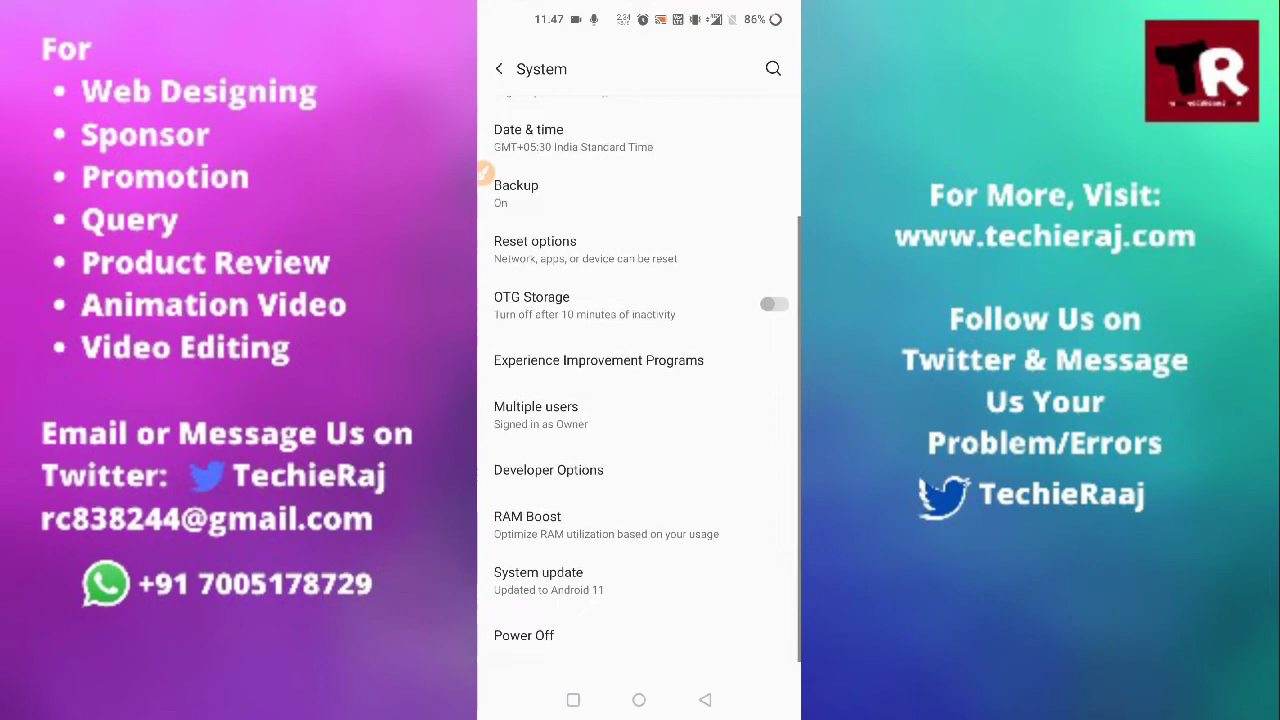 For
• Web Designing
• Sponsor
• Promotion
• Query
• Product Review
• Animation Video
• Video Editing
Email or Message Us on
Twitter: TechieRaj
rc838244@gmail.com
+91 7005178729
11:47
86%
System
Date & time
GMT+05:30 India Standard Time
Backup
On
Reset options
Network, apps, or device can be reset
OTG Storage
Turn off after 10 minutes of inactivity
Experience Improvement Programs
Multiple users
Signed in as Owner
Developer Options
RAM Boost
Optimize RAM utilization based on your usage
System update
Updated to Android 11
Power Off
TR
For More, Visit:
www.techieraj.com
Follow Us on
Twitter & Message
Us Your
Problem/Errors
TechieRaaj